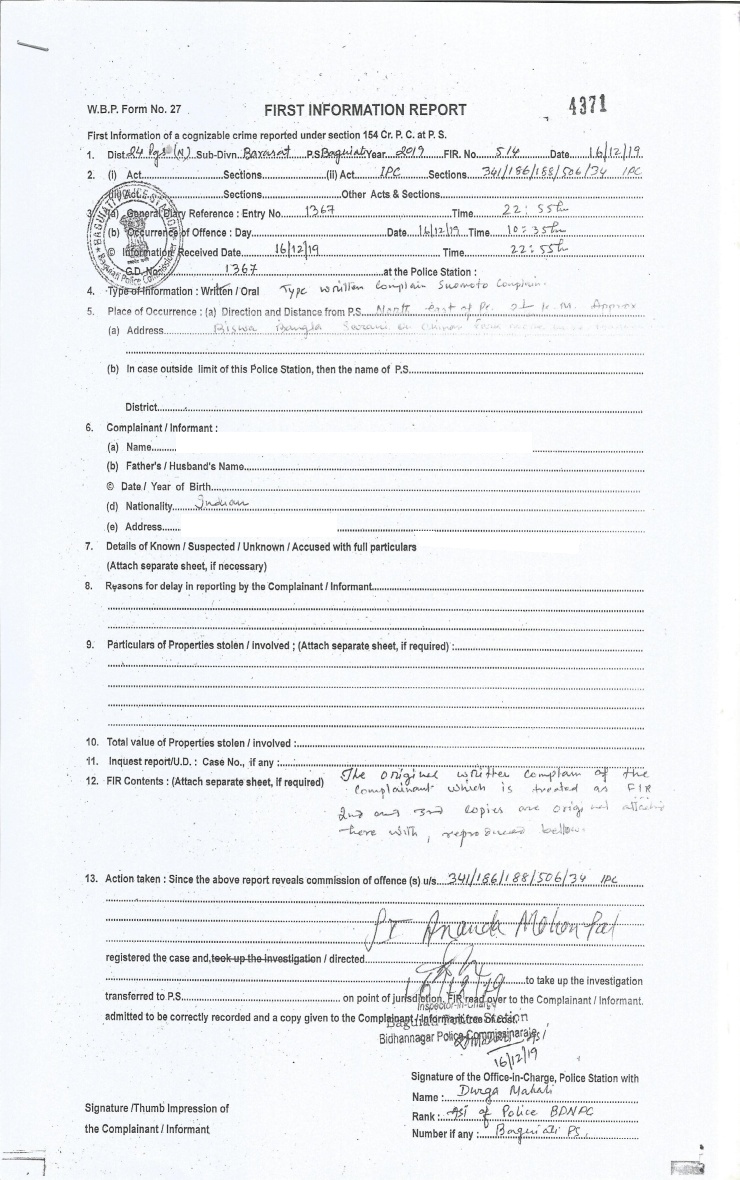 W.B.P. Form No. 27
FIRST INFORMATION REPORT
4371
First Information of a cognizable crime reported under section 154 Cr. P. C. at P. S.
1. Dist. 24 Pgs (N) Sub-Divn. Barasat P.S. Baguiati Year 2019 FIR. No. 514 Date 16/12/19
2. (i) Act Sections (ii) Act IPC Sections 341/186/188/506/34 IPC
(iii) Act Sections Other Acts & Sections
3. (a) General Diary Reference : Entry No. 1367 Time 22:55 hr
(b) Occurrence of Offence : Day Date 16/12/19 Time 10:35 hr
© Information Received Date 16/12/19 Time 22:55 hr
G.D. No. 1367 at the Police Station :
4. Type of Information : Written / Oral Type written Complain Suomoto Complain.
5. Place of Occurrence : (a) Direction and Distance from P.S. North East of Ps. Approx
(a) Address Biswa Bangla Sarani
(b) In case outside limit of this Police Station, then the name of P.S.
District
6. Complainant / Informant :
(a) Name
(b) Father's / Husband's Name
© Date / Year of Birth
(d) Nationality Indian
(e) Address
7. Details of Known / Suspected / Unknown / Accused with full particulars
(Attach separate sheet, if necessary)
8. Reasons for delay in reporting by the Complainant / Informant
9. Particulars of Properties stolen / involved ; (Attach separate sheet, if required) :
10. Total value of Properties stolen / involved :
11. Inquest report/U.D. : Case No., if any :
12. FIR Contents : (Attach separate sheet, if required) The original written complain of the
Complainant which is treated as FIR
2nd and 3rd copies are original
here with, reproduced bellow.
13. Action taken : Since the above report reveals commission of offence (s) u/s 341/186/188/506/34 IPC
Ananda Mohon Pal
registered the case and, took up the investigation / directed
16/12/19 to take up the investigation
transferred to P.S. on point of jurisdiction, FIR read over to the Complainant / Informant.
Inspector-in-Charge
admitted to be correctly recorded and a copy given to the Complainant / Informant free of cost.
Baguiati Police Station
Bidhannagar Police Commissionarate
16/12/19
Signature of the Office-in-Charge, Police Station with
Name : Durga Mahali
Signature /Thumb Impression of
Rank : ASI of Police BDNPC
the Complainant / Informant
Number if any : Baguiati PS.